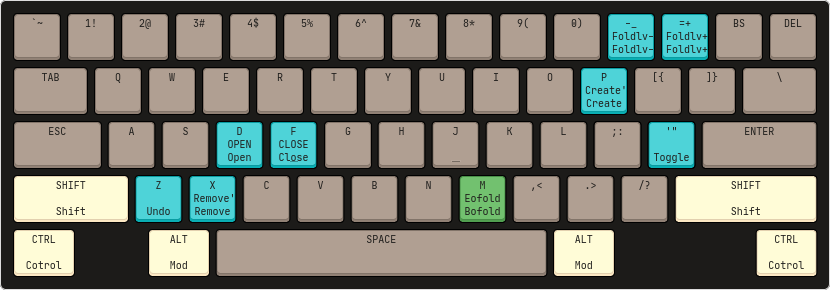 `~ 1! 2@ 3# 4$ 5% 6^ 7& 8* 9( 0) -_ =+ BS DEL
Foldlv- Foldlv+
Foldlv- Foldlv+
TAB Q W E R T Y U I O P [{ ]} \
Create'
Create
ESC A S D F G H J K L ;: '" ENTER
OPEN CLOSE
Open Close _ Toggle
SHIFT Z X C V B N M ,< .> /? SHIFT
Remove' Eofold
Shift Undo Remove Bofold Shift
CTRL ALT SPACE ALT CTRL
Cotrol Mod Mod Cotrol